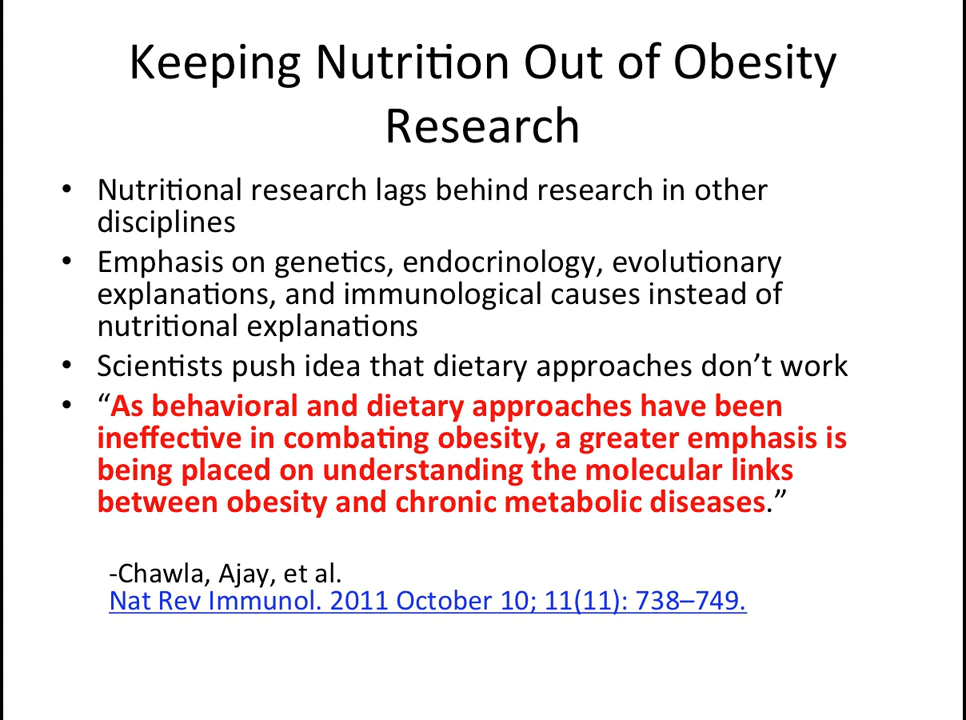 Keeping Nutrition Out of Obesity
Research
• Nutritional research lags behind research in other
disciplines
• Emphasis on genetics, endocrinology, evolutionary
explanations, and immunological causes instead of
nutritional explanations
• Scientists push idea that dietary approaches don’t work
• “As behavioral and dietary approaches have been
ineffective in combating obesity, a greater emphasis is
being placed on understanding the molecular links
between obesity and chronic metabolic diseases.”
-Chawla, Ajay, et al.
Nat Rev Immunol. 2011 October 10; 11(11): 738–749.